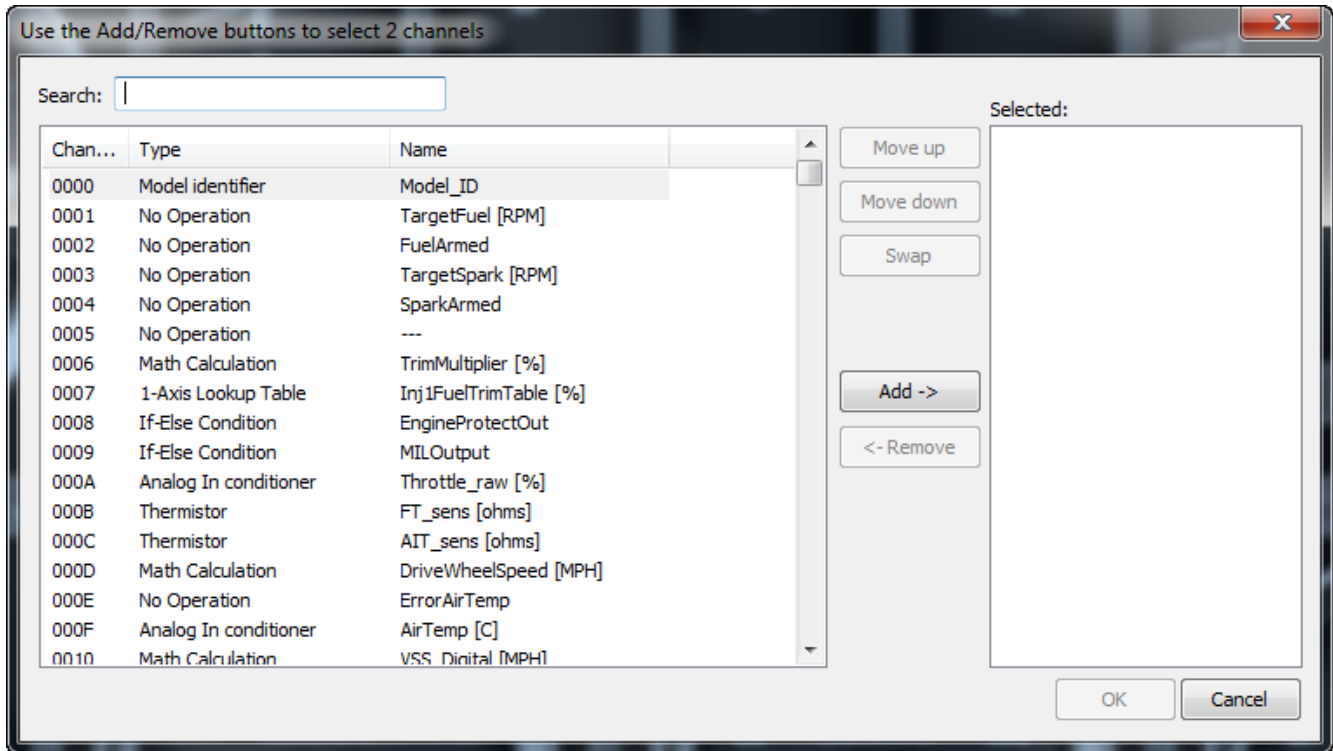 Use the Add/Remove buttons to select 2 channels
Search:
Selected:
Chan... Type Name
0000 Model identifier Model_ID
0001 No Operation TargetFuel [RPM]
0002 No Operation FuelArmed
0003 No Operation TargetSpark [RPM]
0004 No Operation SparkArmed
0005 No Operation ---
0006 Math Calculation TrimMultiplier [%]
0007 1-Axis Lookup Table Inj1FuelTrimTable [%]
0008 If-Else Condition EngineProtectOut
0009 If-Else Condition MILOutput
000A Analog In conditioner Throttle_raw [%]
000B Thermistor FT_sens [ohms]
000C Thermistor AIT_sens [ohms]
000D Math Calculation DriveWheelSpeed [MPH]
000E No Operation ErrorAirTemp
000F Analog In conditioner AirTemp [C]
0010 Math Calculation VSS_Digital [MPH]
Move up
Move down
Swap
Add ->
<- Remove
OK Cancel